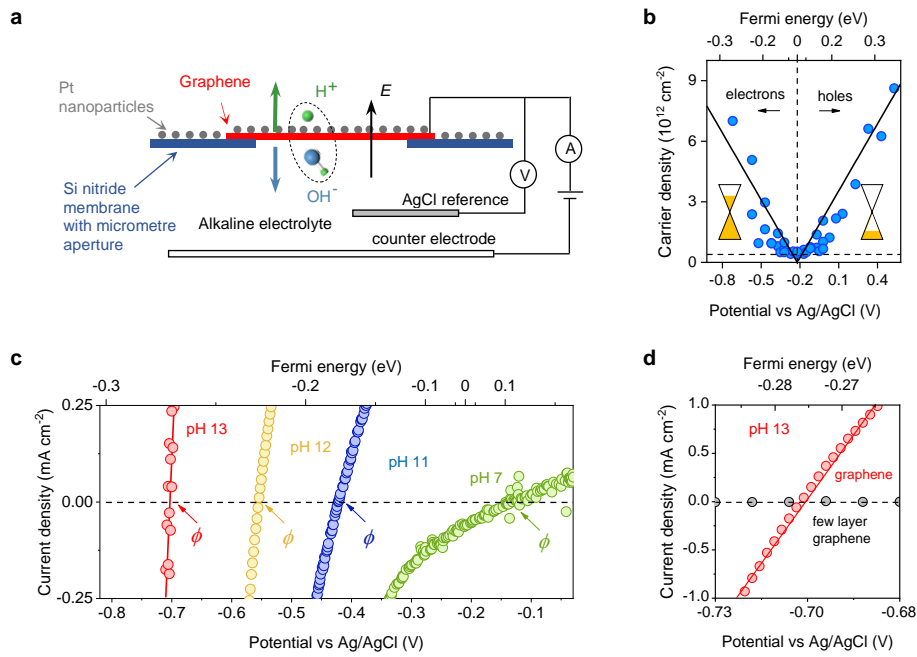 a
Pt
nanoparticles
Graphene
H⁺
E
OH⁻
Si nitride
membrane
with micrometre
aperture
Alkaline electrolyte
AgCl reference
counter electrode
V
A
b
Fermi energy (eV)
-0.3 -0.2 0 0.2 0.3
Carrier density (10¹² cm⁻²)
9
6
3
0
electrons
holes
-0.8 -0.5 -0.2 0.1 0.4
Potential vs Ag/AgCl (V)
c
Fermi energy (eV)
-0.3 -0.2 -0.1 0 0.1
Current density (mA cm⁻²)
0.25
0.00
-0.25
pH 13
pH 12
pH 11
pH 7
ϕ
ϕ
ϕ
ϕ
-0.8 -0.7 -0.6 -0.5 -0.4 -0.3 -0.2 -0.1
Potential vs Ag/AgCl (V)
d
Fermi energy (eV)
-0.28 -0.27
Current density (mA cm⁻²)
1.0
0.5
0.0
-0.5
-1.0
pH 13
graphene
few layer
graphene
-0.73 -0.70 -0.68
Potential vs Ag/AgCl (V)